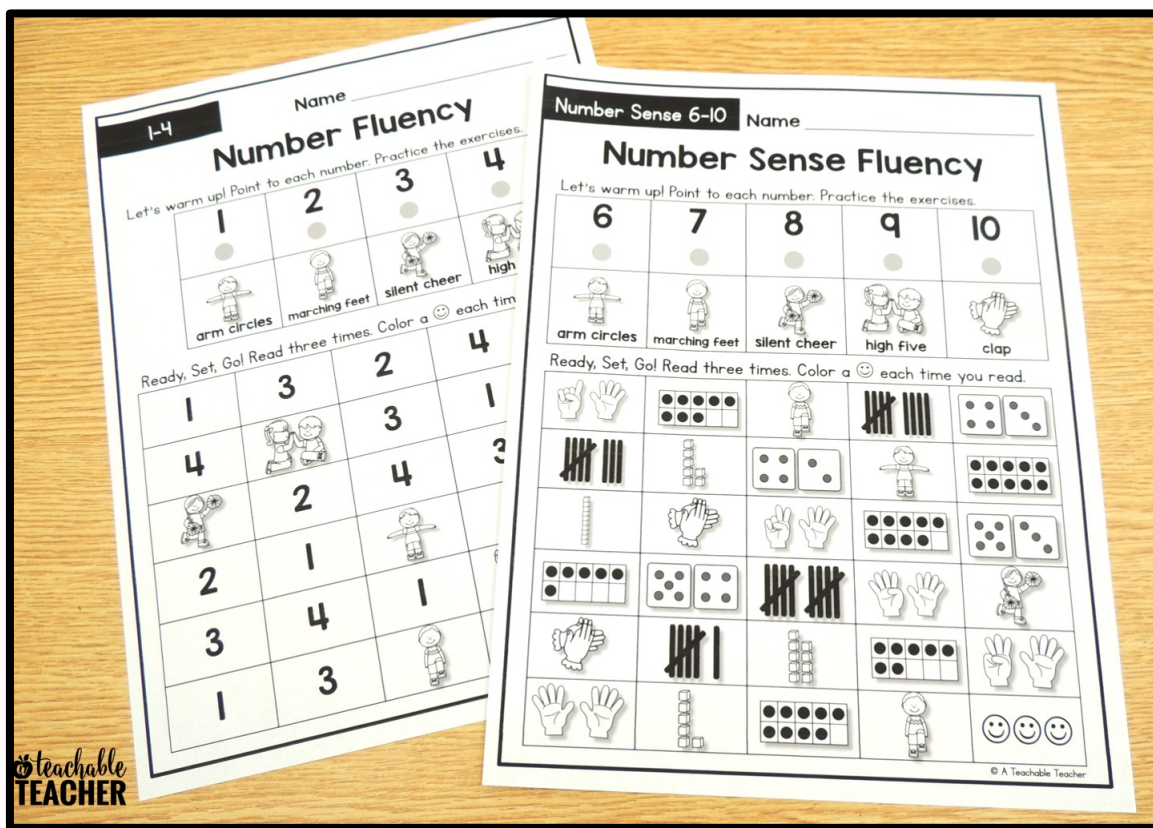 1-4
Name
Number Fluency
Let's warm up! Point to each number. Practice the exercises.
1 2 3 4
arm circles marching feet silent cheer high
Ready, Set, Go! Read three times. Color a each tim
1 3 2 4
4 3 1
2 4 3
2 1
3 4 1
1 3
Number Sense 6-10 Name
Number Sense Fluency
Let's warm up! Point to each number. Practice the exercises.
6 7 8 9 10
arm circles marching feet silent cheer high five clap
Ready, Set, Go! Read three times. Color a each time you read.
© A Teachable Teacher
a teachable
TEACHER